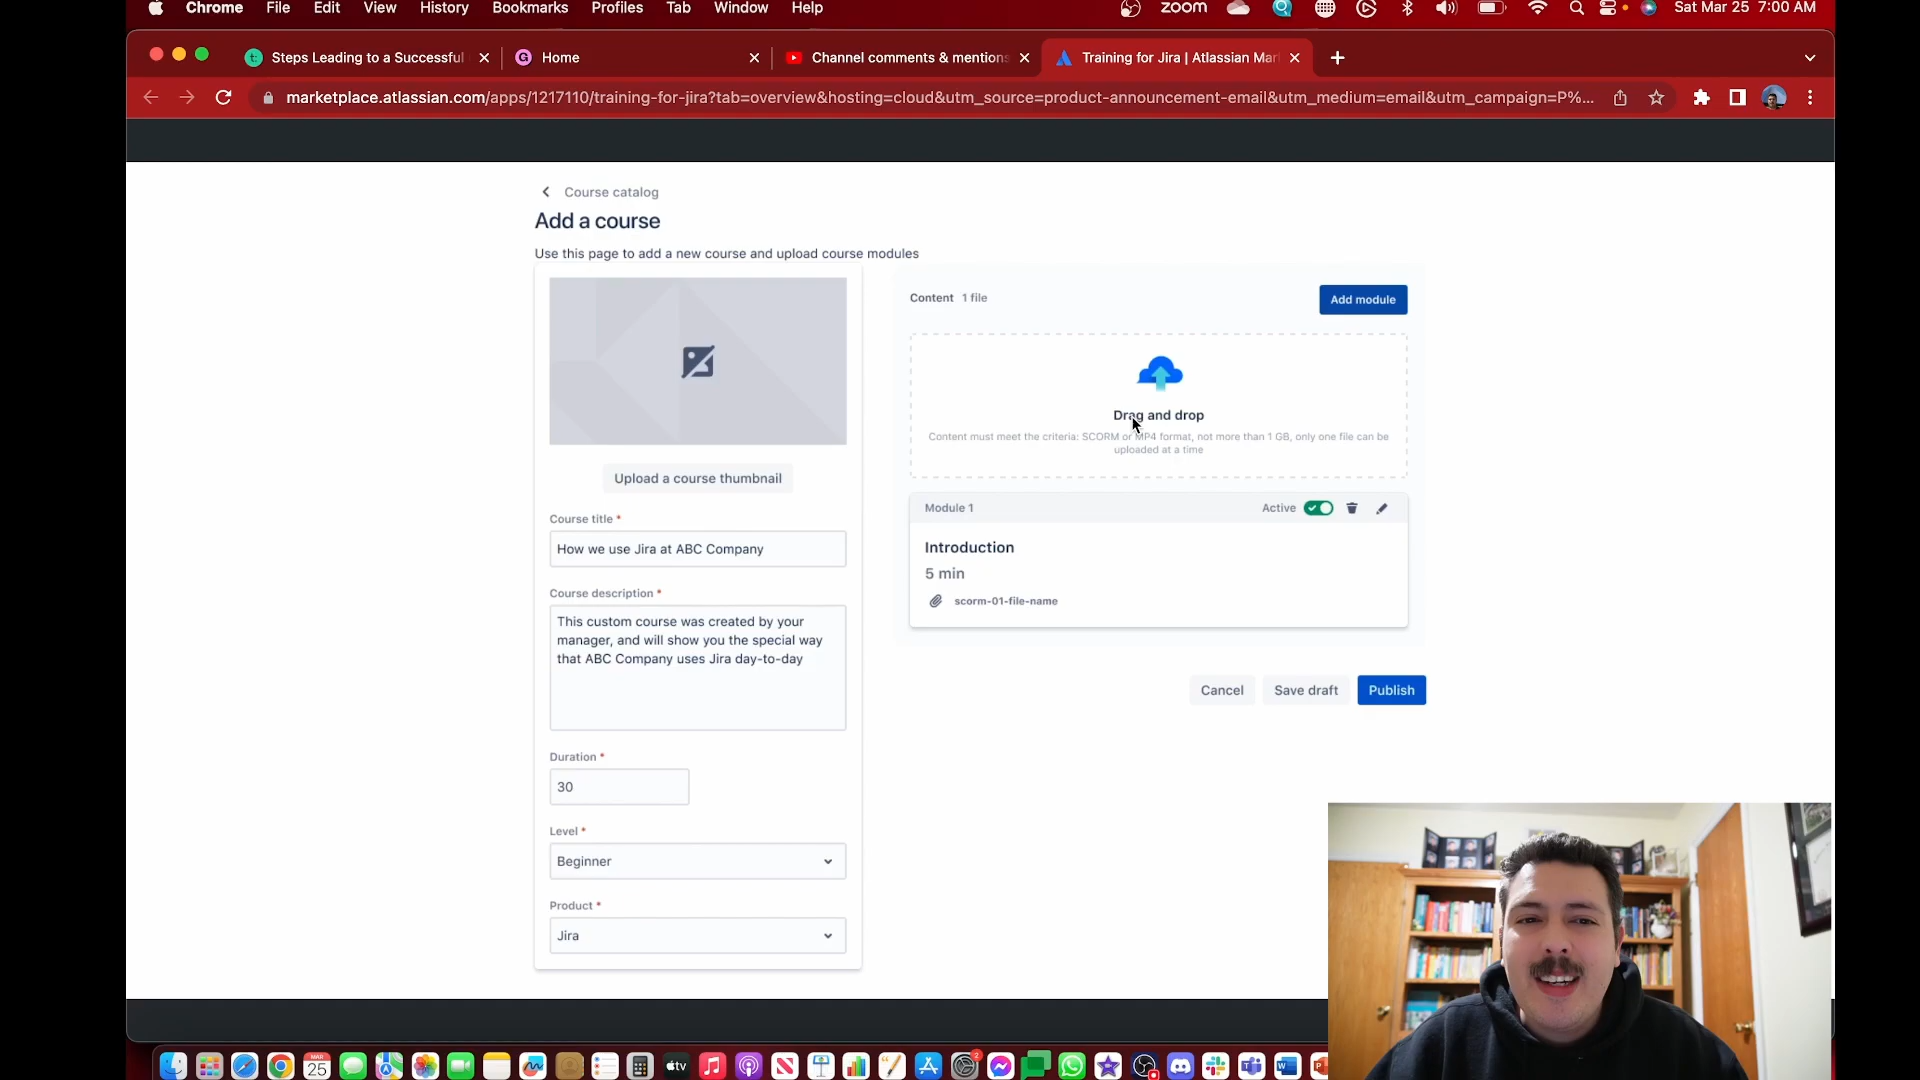 Chrome File Edit View History Bookmarks Profiles Tab Window Help zoom Sat Mar 25 7:00 AM
Steps Leading to a Successful Home Channel comments & mentions Training for Jira | Atlassian Mar
marketplace.atlassian.com/apps/1217110/training-for-jira?tab=overview&hosting=cloud&utm_source=product-announcement-email&utm_medium=email&utm_campaign=P%...
Course catalog
Add a course
Use this page to add a new course and upload course modules
Upload a course thumbnail
Course title *
How we use Jira at ABC Company
Course description *
This custom course was created by your
manager, and will show you the special way
that ABC Company uses Jira day-to-day
Duration *
30
Level *
Beginner
Product *
Jira
Content 1 file
Add module
Drag and drop
Content must meet the criteria: SCORM or MP4 format, not more than 1 GB, only one file can be
uploaded at a time
Module 1 Active
Introduction
5 min
scorm-01-file-name
Cancel Save draft Publish
MAR
25
tv
2